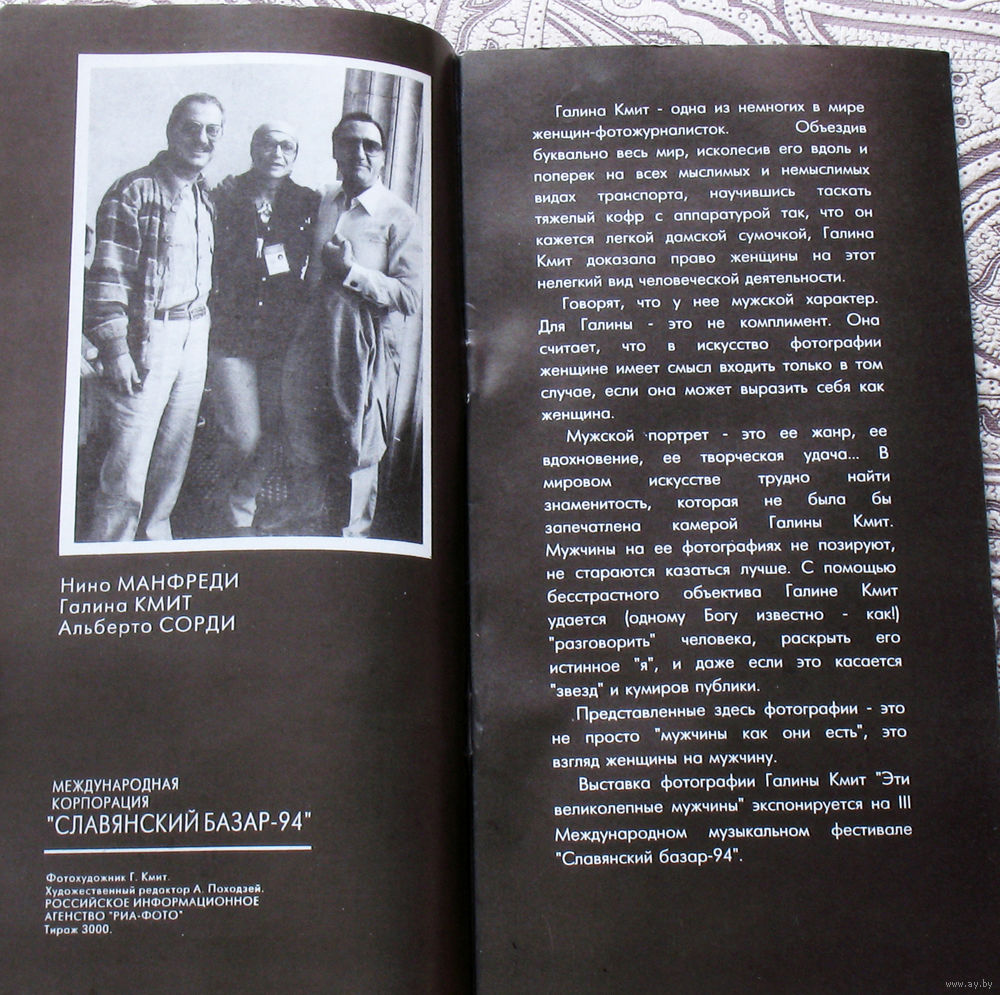 Нино МАНФРЕДИ
Галина КМИТ
Альберто СОРДИ
МЕЖДУНАРОДНАЯ
КОРПОРАЦИЯ
"СЛАВЯНСКИЙ БАЗАР-94"
Фотохудожник Г. Кмит.
Художественный редактор А. Походзей.
РОССИЙСКОЕ ИНФОРМАЦИОННОЕ
АГЕНСТВО "РИА-ФОТО"
Тираж 3000.
Галина Кмит - одна из немногих в мире
женщин-фотожурналисток. Объездив
буквально весь мир, исколесив его вдоль и
поперек на всех мыслимых и немыслимых
видах транспорта, научившись таскать
тяжелый кофр с аппаратурой так, что он
кажется легкой дамской сумочкой, Галина
Кмит доказала право женщины на этот
нелегкий вид человеческой деятельности.
Говорят, что у нее мужской характер.
Для Галины - это не комплимент. Она
считает, что в искусство фотографии
женщине имеет смысл входить только в том
случае, если она может выразить себя как
женщина.
Мужской портрет - это ее жанр, ее
вдохновение, ее творческая удача... В
мировом искусстве трудно найти
знаменитость, которая не была бы
запечатлена камерой Галины Кмит.
Мужчины на ее фотографиях не позируют,
не стараются казаться лучше. С помощью
бесстрастного объектива Галине Кмит
удается (одному Богу известно - как!)
"разговорить" человека, раскрыть его
истинное "я", и даже если это касается
"звезд" и кумиров публики.
Представленные здесь фотографии - это
не просто "мужчины как они есть", это
взгляд женщины на мужчину.
Выставка фотографии Галины Кмит "Эти
великолепные мужчины" экспонируется на III
Международном музыкальном фестивале
"Славянский базар-94".
www.ay.by